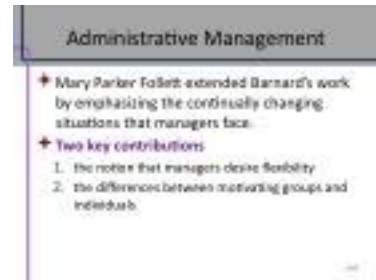 Administrative Management
Mary Parker Follett extended Barnard's work
by emphasizing the continually changing
situations that managers face.
Two key contributions
1. the notion that managers desire flexibility
2. the differences between motivating groups and
individuals